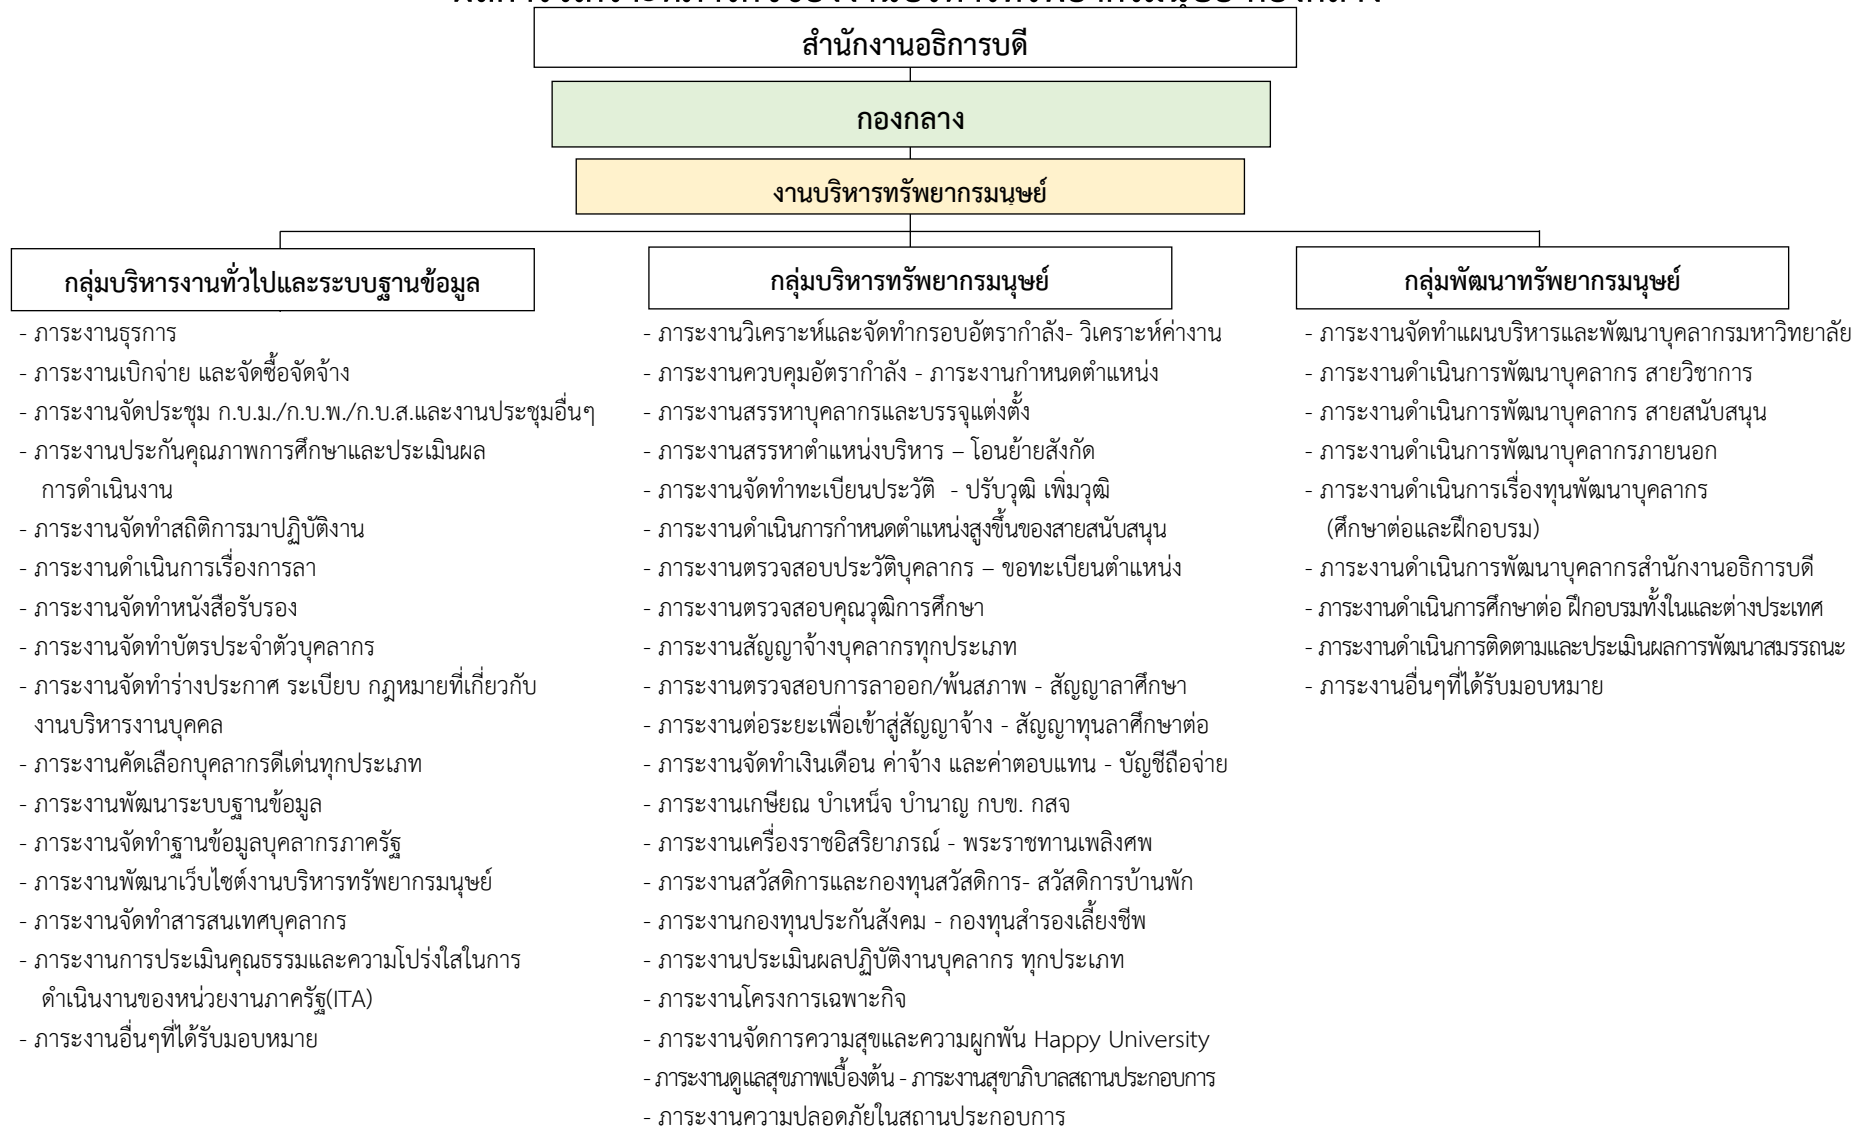 สำนักงานอธิการบดี
กองกลาง
งานบริหารทรัพยากรมนุษย์
กลุ่มบริหารงานทั่วไปและระบบฐานข้อมูล
- ภาระงานธุรการ
- ภาระงานเบิกจ่าย และจัดซื้อจัดจ้าง
- ภาระงานจัดประชุม ก.บ.ม./ก.บ.พ./ก.บ.ส.และงานประชุมอื่นๆ
- ภาระงานประกันคุณภาพการศึกษาและประเมินผล
การดำเนินงาน
- ภาระงานจัดทำสถิติการมาปฏิบัติงาน
- ภาระงานดำเนินการเรื่องการลา
- ภาระงานจัดทำหนังสือรับรอง
- ภาระงานจัดทำบัตรประจำตัวบุคลากร
- ภาระงานจัดทำร่างประกาศ ระเบียบ กฎหมายที่เกี่ยวกับ
งานบริหารงานบุคคล
- ภาระงานคัดเลือกบุคลากรดีเด่นทุกประเภท
- ภาระงานพัฒนาระบบฐานข้อมูล
- ภาระงานจัดทำฐานข้อมูลบุคลากรภาครัฐ
- ภาระงานพัฒนาเว็บไซต์งานบริหารทรัพยากรมนุษย์
- ภาระงานจัดทำสารสนเทศบุคลากร
- ภาระงานการประเมินคุณธรรมและความโปร่งใสในการ
ดำเนินงานของหน่วยงานภาครัฐ(ITA)
- ภาระงานอื่นๆที่ได้รับมอบหมาย
กลุ่มบริหารทรัพยากรมนุษย์
- ภาระงานวิเคราะห์และจัดทำกรอบอัตรากำลัง- วิเคราะห์ค่างาน
- ภาระงานควบคุมอัตรากำลัง - ภาระงานกำหนดตำแหน่ง
- ภาระงานสรรหาบุคลากรและบรรจุแต่งตั้ง
- ภาระงานสรรหาตำแหน่งบริหาร – โอนย้ายสังกัด
- ภาระงานจัดทำทะเบียนประวัติ - ปรับวุฒิ เพิ่มวุฒิ
- ภาระงานดำเนินการกำหนดตำแหน่งสูงขึ้นของสายสนับสนุน
- ภาระงานตรวจสอบประวัติบุคลากร – ขอทะเบียนตำแหน่ง
- ภาระงานตรวจสอบคุณวุฒิการศึกษา
- ภาระงานสัญญาจ้างบุคลากรทุกประเภท
- ภาระงานตรวจสอบการลาออก/พ้นสภาพ - สัญญาลาศึกษา
- ภาระงานต่อระยะเพื่อเข้าสู่สัญญาจ้าง - สัญญาทุนลาศึกษาต่อ
- ภาระงานจัดทำเงินเดือน ค่าจ้าง และค่าตอบแทน - บัญชีถือจ่าย
- ภาระงานเกษียณ บำเหน็จ บำนาญ กบข. กสจ
- ภาระงานเครื่องราชอิสริยาภรณ์ - พระราชทานเพลิงศพ
- ภาระงานสวัสดิการและกองทุนสวัสดิการ- สวัสดิการบ้านพัก
- ภาระงานกองทุนประกันสังคม - กองทุนสำรองเลี้ยงชีพ
- ภาระงานประเมินผลปฏิบัติงานบุคลากร ทุกประเภท
- ภาระงานโครงการเฉพาะกิจ
- ภาระงานจัดการความสุขและความผูกพัน Happy University
- ภาระงานดูแลสุขภาพเบื้องต้น - ภาระงานสุขาภิบาลสถานประกอบการ
- ภาระงานความปลอดภัยในสถานประกอบการ
กลุ่มพัฒนาทรัพยากรมนุษย์
- ภาระงานจัดทำแผนบริหารและพัฒนาบุคลากรมหาวิทยาลัย
- ภาระงานดำเนินการพัฒนาบุคลากร สายวิชาการ
- ภาระงานดำเนินการพัฒนาบุคลากร สายสนับสนุน
- ภาระงานดำเนินการพัฒนาบุคลากรภายนอก
- ภาระงานดำเนินการเรื่องทุนพัฒนาบุคลากร
(ศึกษาต่อและฝึกอบรม)
- ภาระงานดำเนินการพัฒนาบุคลากรสำนักงานอธิการบดี
- ภาระงานดำเนินการศึกษาต่อ ฝึกอบรมทั้งในและต่างประเทศ
- ภาระงานดำเนินการติดตามและประเมินผลการพัฒนาสมรรถนะ
- ภาระงานอื่นๆที่ได้รับมอบหมาย